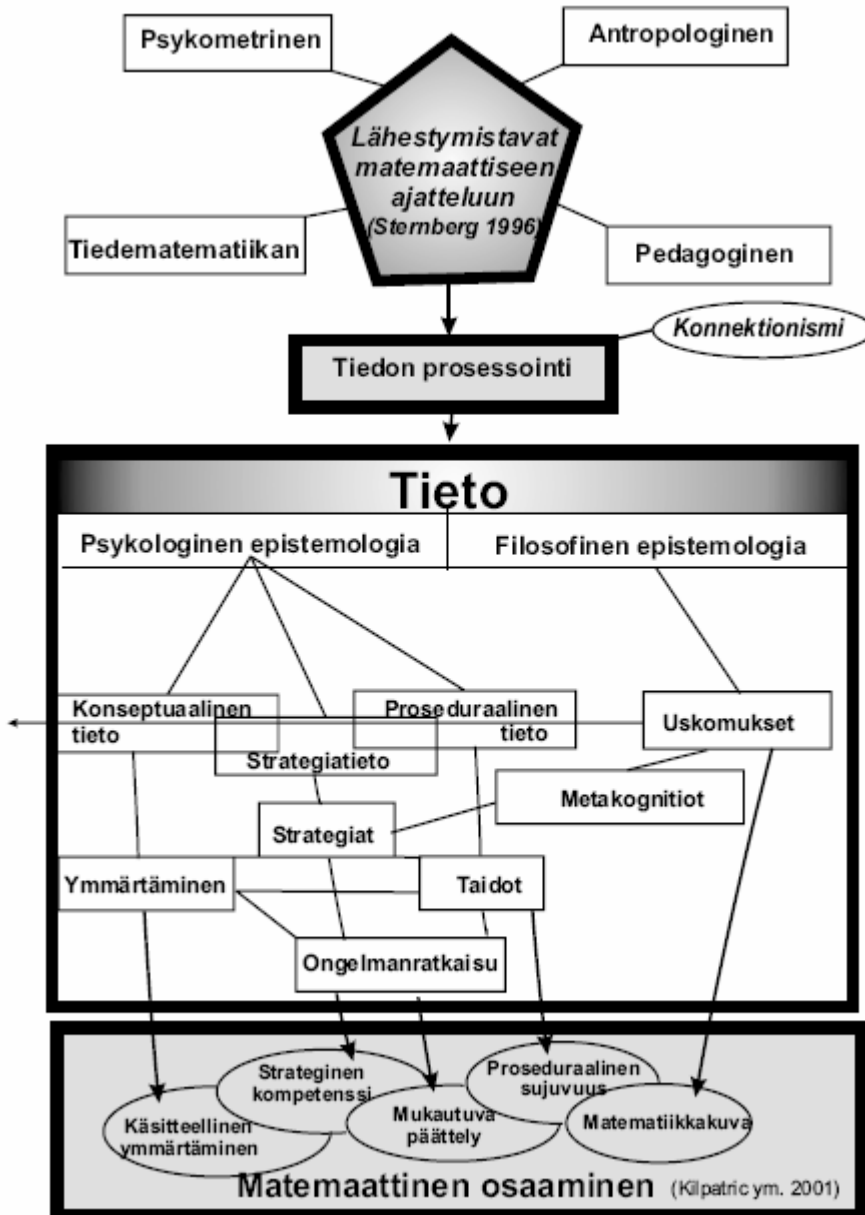 Psykometrinen
Antropologinen
Lähestymistavat
matemaattiseen
ajatteluun
(Sternberg 1996)
Tiedematematiikan
Pedagoginen
Konnektionismi
Tiedon prosessointi
Tieto
Psykologinen epistemologia
Filosofinen epistemologia
Konseptuaalinen
tieto
Proseduraalinen
tieto
Uskomukset
Strategiatieto
Metakognitiot
Strategiat
Ymmärtäminen
Taidot
Ongelmanratkaisu
Strateginen
kompetenssi
Proseduraalinen
sujuvuus
Käsitteellinen
ymmärtäminen
Mukautuva
päättely
Matematiikkakuva
Matemaattinen osaaminen (Kilpatric ym. 2001)